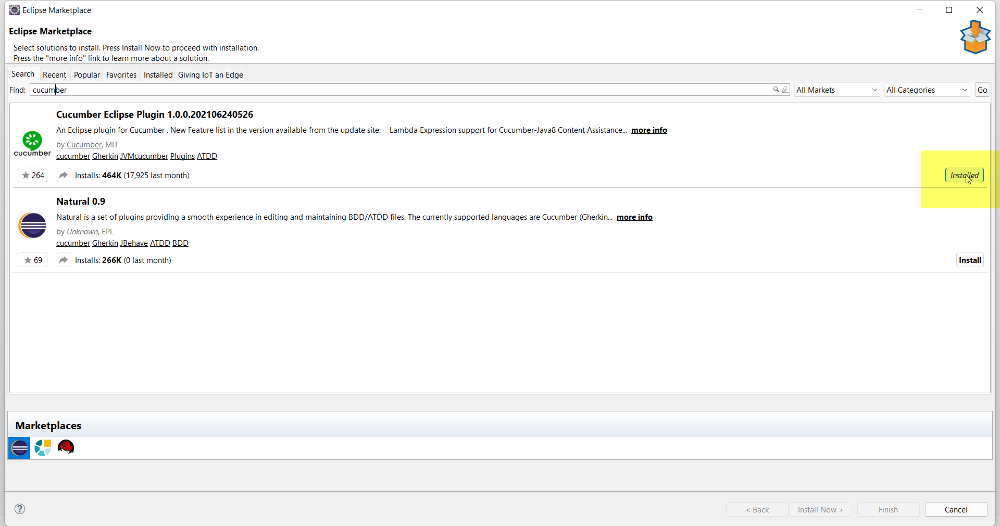 Eclipse Marketplace
Eclipse Marketplace
Select solutions to install. Press Install Now to proceed with installation.
Press the "more info" link to learn more about a solution.
Search Recent Popular Favorites Installed Giving IoT an Edge
Find: cucumber All Markets All Categories Go
Cucumber Eclipse Plugin 1.0.0.202106240526
An Eclipse plugin for Cucumber . New Feature list in the version available from the update site: Lambda Expression support for Cucumber-Java8 Content Assistance... more info
by Cucumber, MIT
cucumber
cucumber Gherkin JVMcucumber Plugins ATDD
264 Installs: 464K (17,925 last month) Installed
Natural 0.9
Natural is a set of plugins providing a smooth experience in editing and maintaining BDD/ATDD files. The currently supported languages are Cucumber (Gherkin... more info
by Unknown, EPL
cucumber Gherkin JBehave ATDD BDD
69 Installs: 266K (0 last month) Install
Marketplaces
? < Back Install Now > Finish Cancel